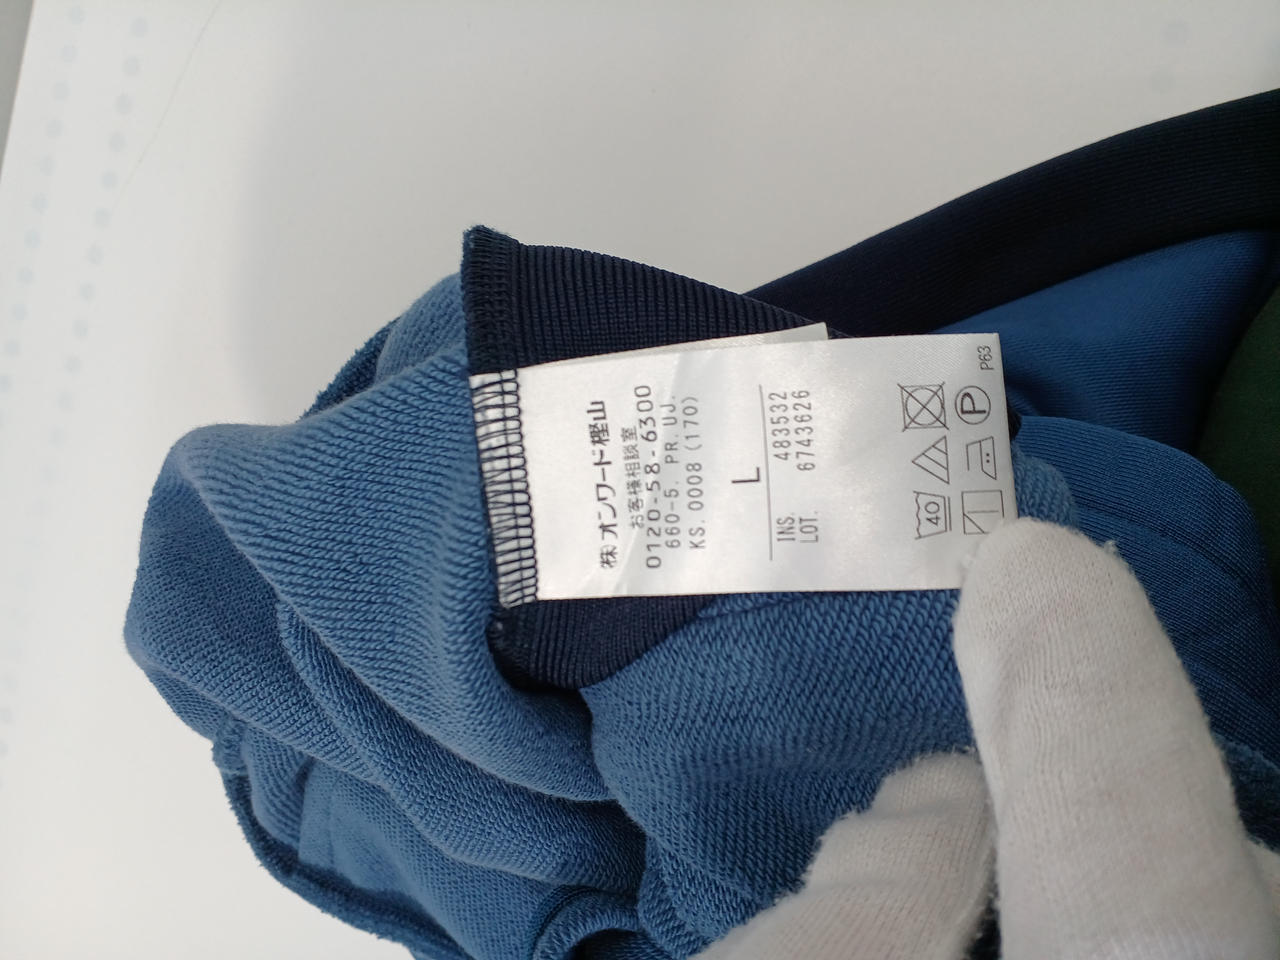 (株)オンワード樫山
お客様相談室
0120-58-6300
660-5. PR. UJ.
KS. 0008 (170)
L
INS. 483532
LOT. 6743626
40
P
P63